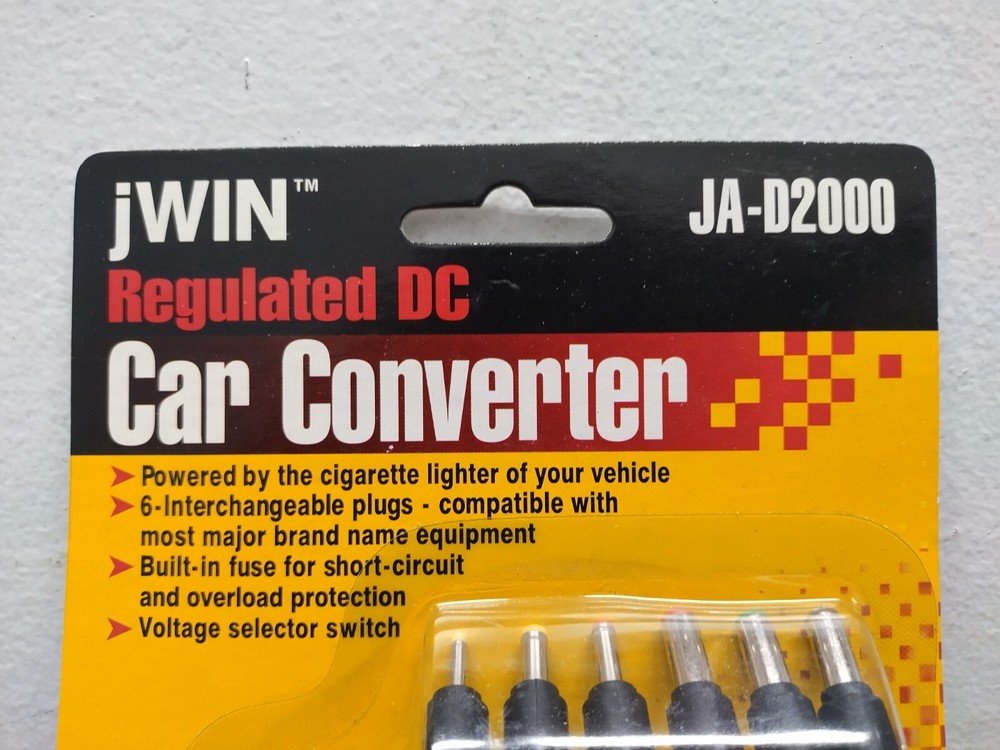 jWIN™
JA-D2000
Regulated DC
Car Converter
Powered by the cigarette lighter of your vehicle
6-Interchangeable plugs - compatible with
most major brand name equipment
Built-in fuse for short-circuit
and overload protection
Voltage selector switch